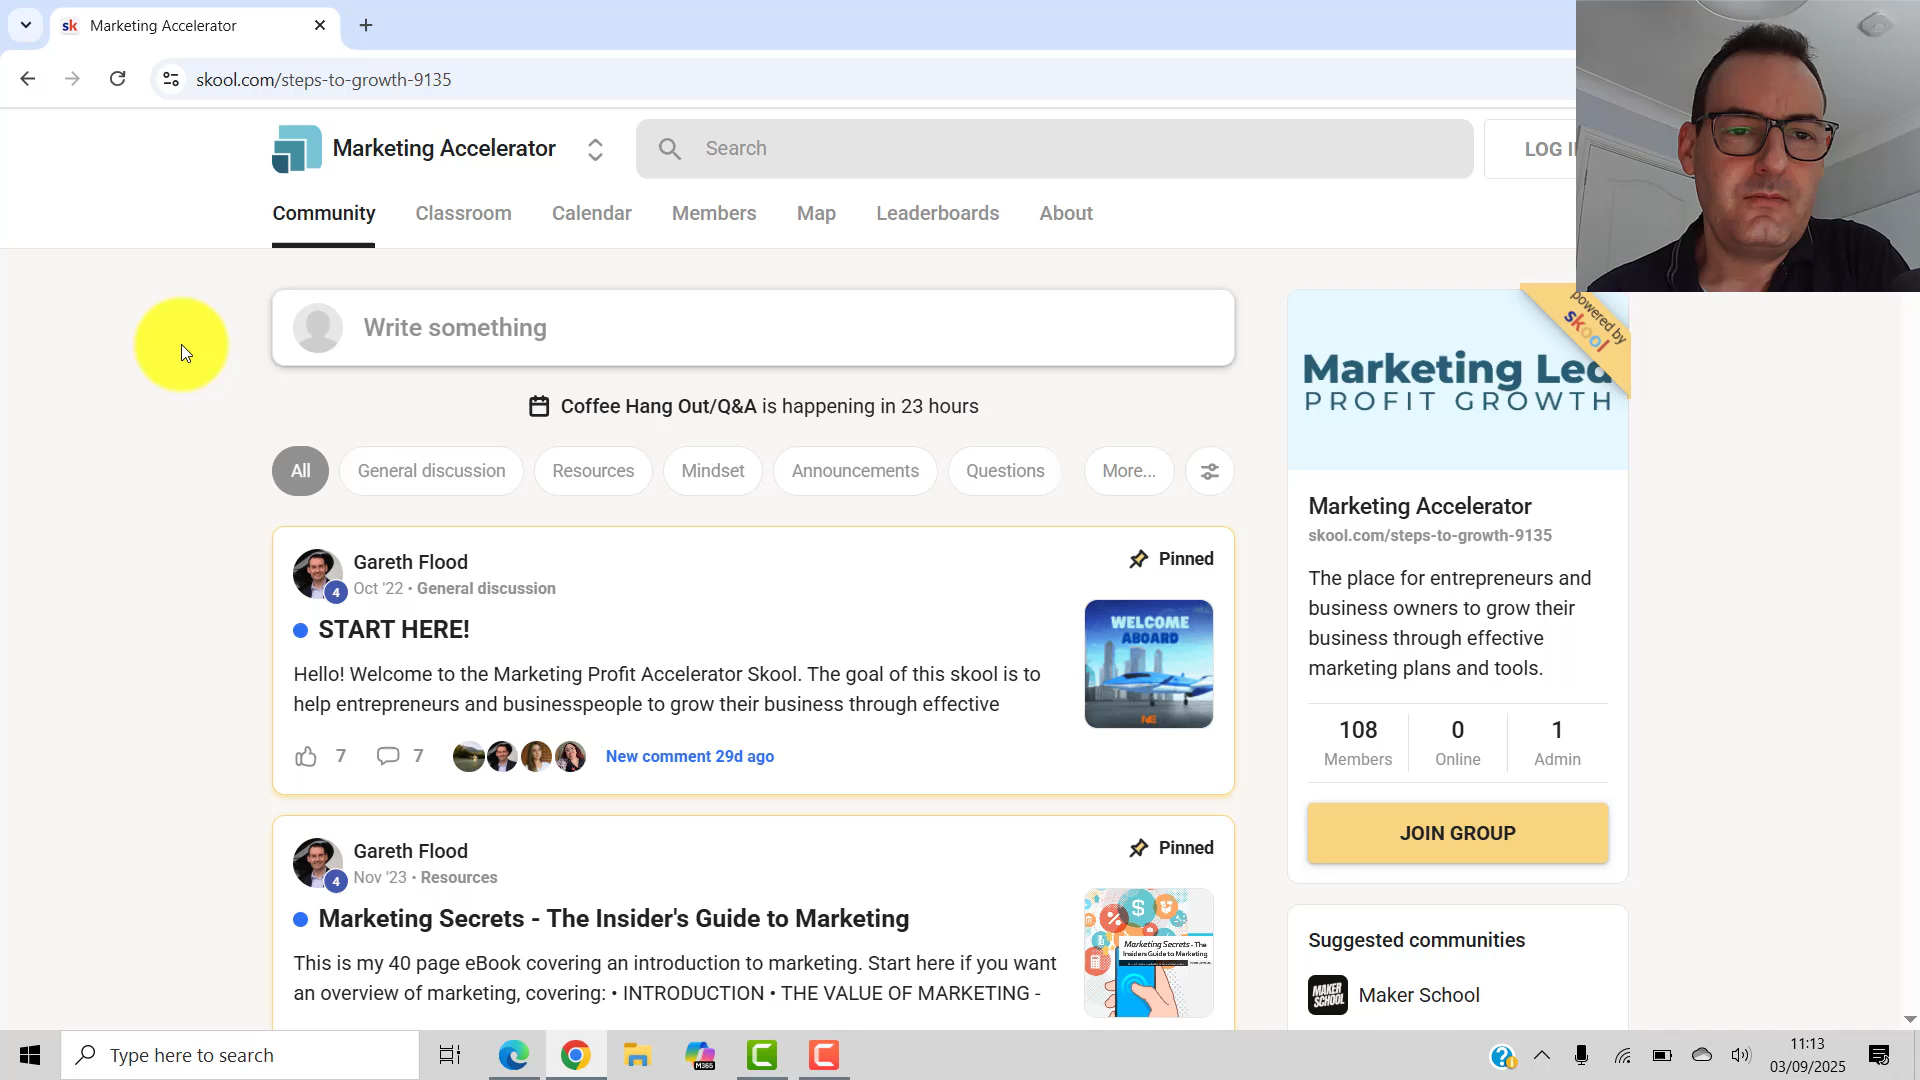 sk Marketing Accelerator
skool.com/steps-to-growth-9135
Marketing Accelerator
Search
LOG I
Community Classroom Calendar Members Map Leaderboards About
Write something
Coffee Hang Out/Q&A is happening in 23 hours
All General discussion Resources Mindset Announcements Questions More...
Gareth Flood
4
Oct '22 • General discussion
Pinned
START HERE!
Hello! Welcome to the Marketing Profit Accelerator Skool. The goal of this skool is to
help entrepreneurs and businesspeople to grow their business through effective
WELCOME
ABOARD
7 7 New comment 29d ago
Gareth Flood
4
Nov '23 • Resources
Pinned
Marketing Secrets - The Insider's Guide to Marketing
This is my 40 page eBook covering an introduction to marketing. Start here if you want
an overview of marketing, covering: • INTRODUCTION • THE VALUE OF MARKETING -
Marketing Secrets - The
Insiders Guide to Marketing
powered by
skool
Marketing Led
PROFIT GROWTH
Marketing Accelerator
skool.com/steps-to-growth-9135
The place for entrepreneurs and
business owners to grow their
business through effective
marketing plans and tools.
108 0 1
Members Online Admin
JOIN GROUP
Suggested communities
MAKER
SCHOOL
Maker School
Type here to search
M365
11:13
03/09/2025